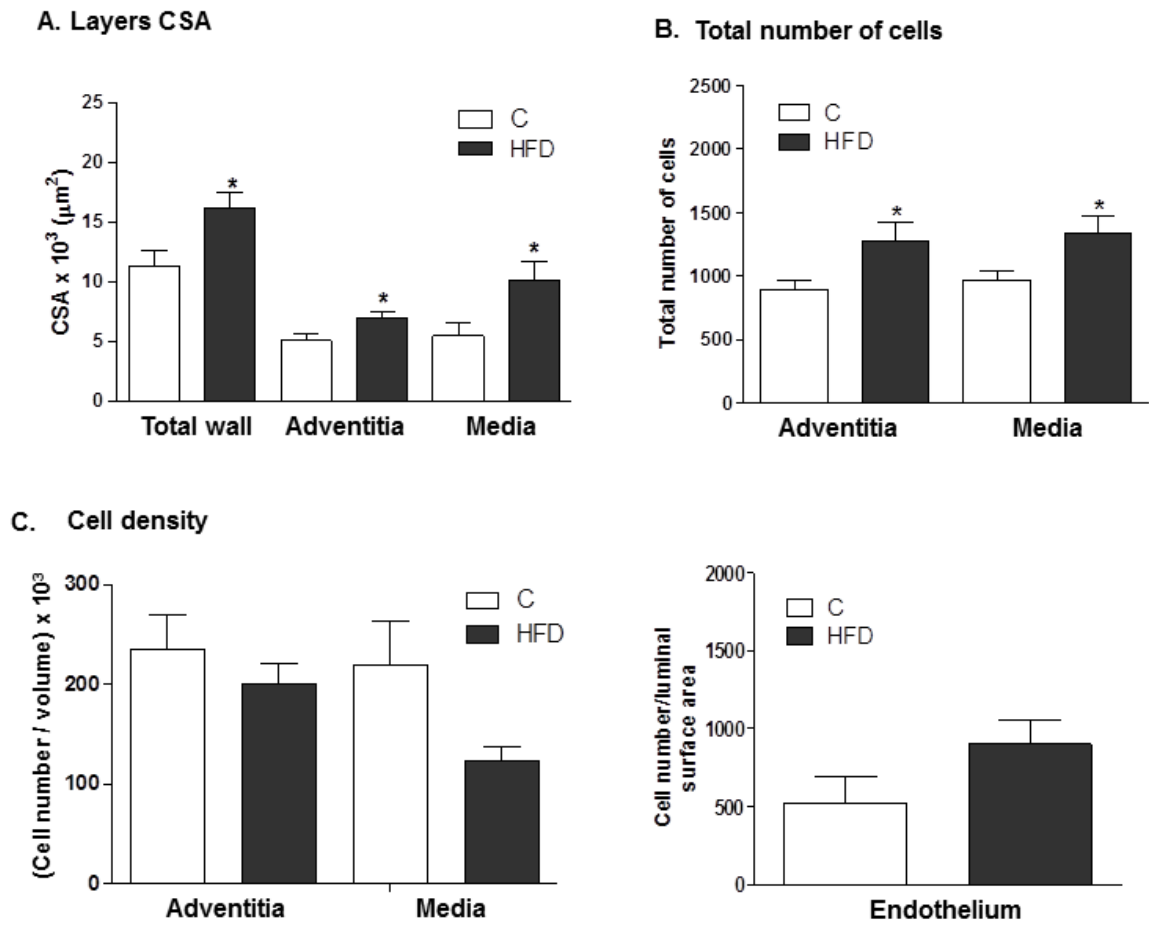 A. Layers CSA
CSA x 10³ (μm²)
25
20
15
10
5
0
C
HFD
*
*
*
Total wall
Adventitia
Media
B. Total number of cells
Total number of cells
2500
2000
1500
1000
500
0
C
HFD
*
*
Adventitia
Media
C. Cell density
(Cell number / volume) x 10³
300
200
100
0
C
HFD
Adventitia
Media
Cell number/luminal
surface area
2000
1500
1000
500
0
C
HFD
Endothelium